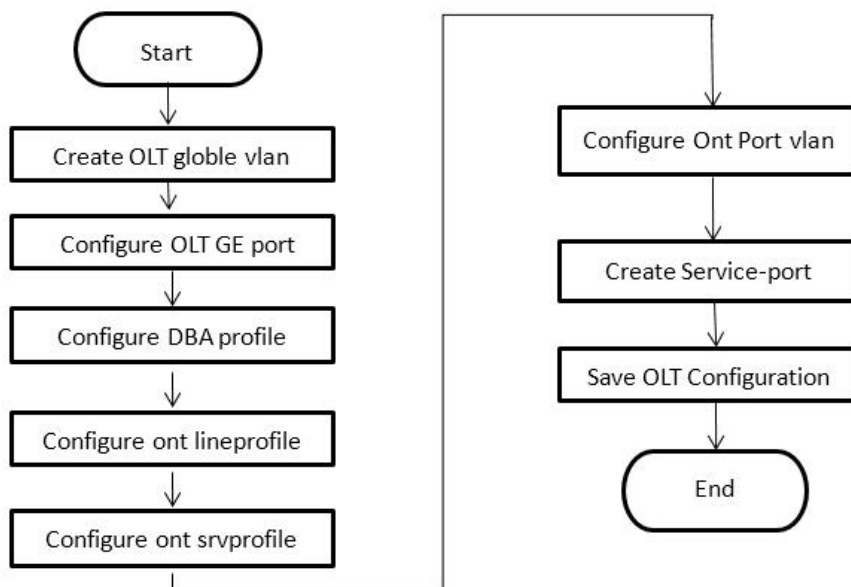 Start
Create OLT globle vlan
Configure OLT GE port
Configure DBA profile
Configure ont lineprofile
Configure ont srvprofile
Configure Ont Port vlan
Create Service-port
Save OLT Configuration
End